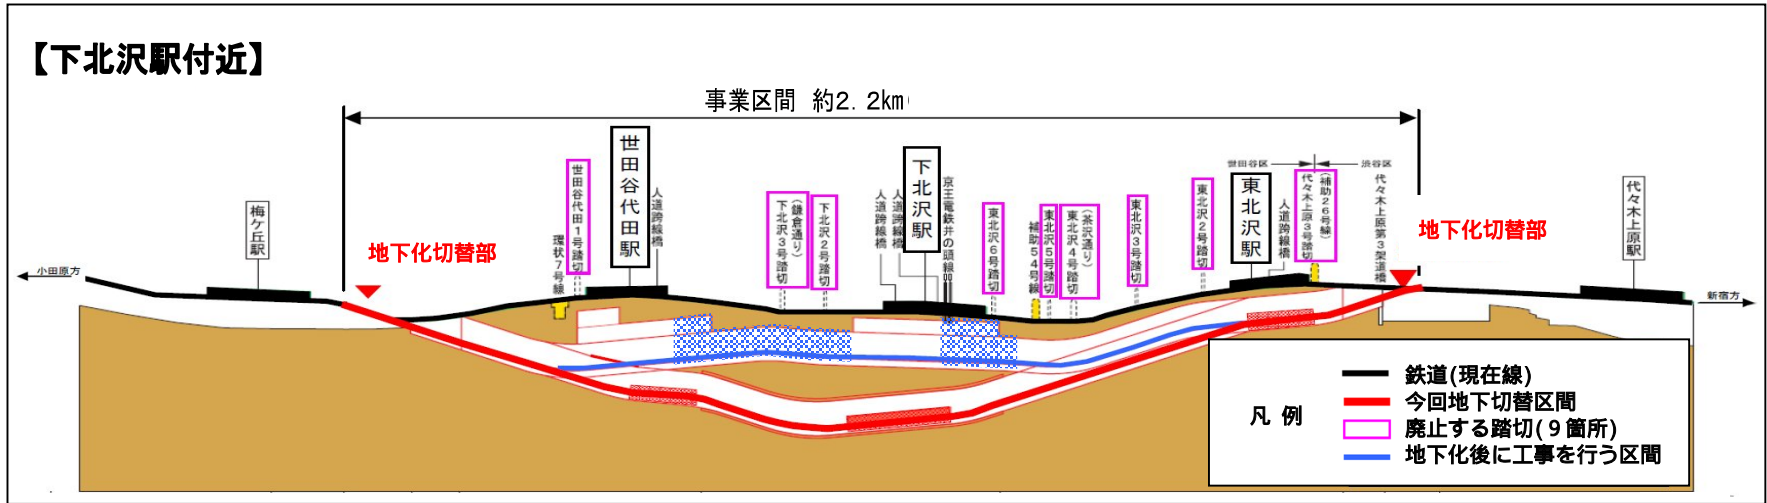 【下北沢駅付近】
事業区間 約2.2km
小田原方
梅ケ丘駅
地下化切替部
環状7号線
世田谷代田1号踏切
世田谷代田駅
人道跨線橋
下北沢3号踏切
(鎌倉通り)
下北沢2号踏切
人道跨線橋
人道跨線橋
下北沢駅
京王電鉄井の頭線
東北沢6号踏切
補助54号線
東北沢5号踏切
東北沢4号踏切
(茶沢通り)
東北沢3号踏切
東北沢2号踏切
世田谷区
渋谷区
東北沢駅
人道跨線橋
代々木上原3号踏切
(補助26号線)
代々木上原第3架道橋
地下化切替部
代々木上原駅
新宿方
凡例
鉄道(現在線)
今回地下切替区間
廃止する踏切(9箇所)
地下化後に工事を行う区間